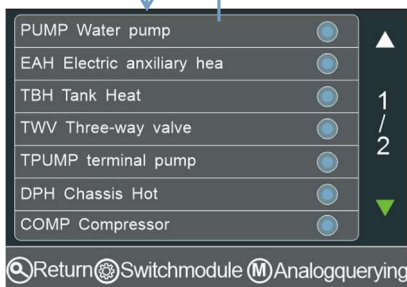 PUMP Water pump
EAH Electric anxiliary hea
TBH Tank Heat
TWV Three-way valve
TPUMP terminal pump
DPH Chassis Hot
COMP Compressor
1
/
2
Return Switchmodule M Analogquerying